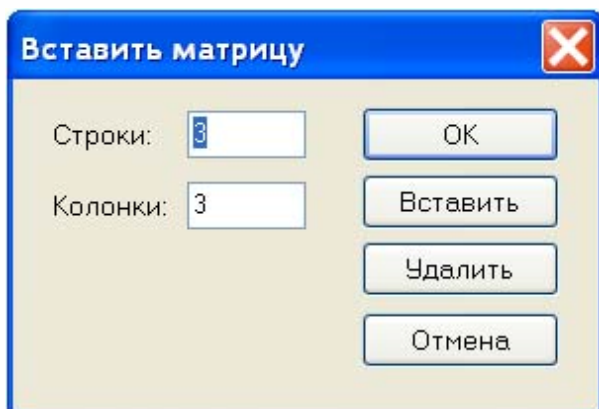 Вставить матрицу
Строки: 3
OK
Колонки: 3
Вставить
Удалить
Отмена